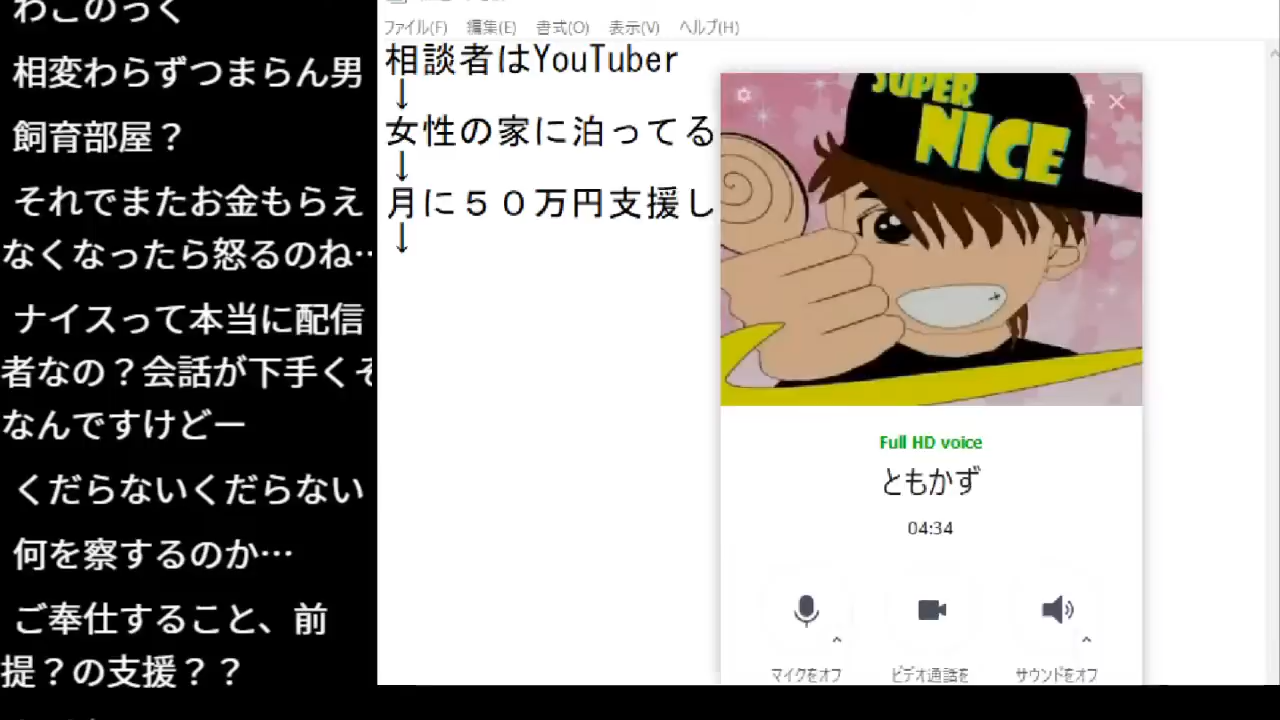 わこのっく
相変わらずつまらん男
飼育部屋？
それでまたお金もらえ
なくなったら怒るのね…
ナイスって本当に配信
者なの？会話が下手くそ
なんですけどー
くだらないくだらない
何を察するのか…
ご奉仕すること、前
提？の支援？？
ファイル(F) 編集(E) 書式(O) 表示(V) ヘルプ(H)
相談者はYouTuber
↓
女性の家に泊ってる
↓
月に５０万円支援し
↓
SUPER
NICE
Full HD voice
ともかず
04:34
マイクをオフ ビデオ通話を サウンドをオフ